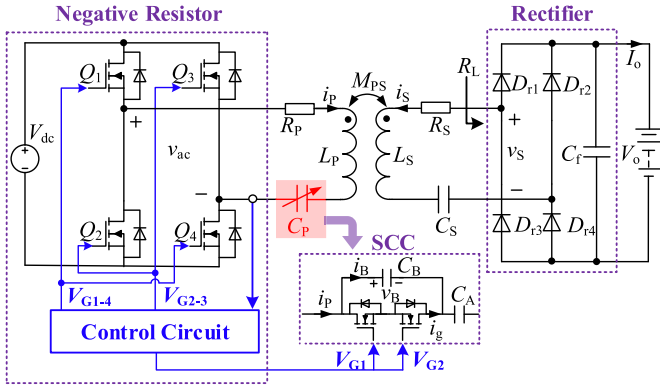 Negative Resistor
Rectifier
Q1
Q3
Vdc
+
vac
−
Q2
Q4
VG1-4
VG2-3
Control Circuit
RP
iP
MPS
iS
RS
RL
LP
LS
CP
CS
Dr1
Dr2
+
vS
−
Dr3
Dr4
Cf
Io
Vo
SCC
iP
iB
+
−
CB
vB
CA
ig
VG1
VG2